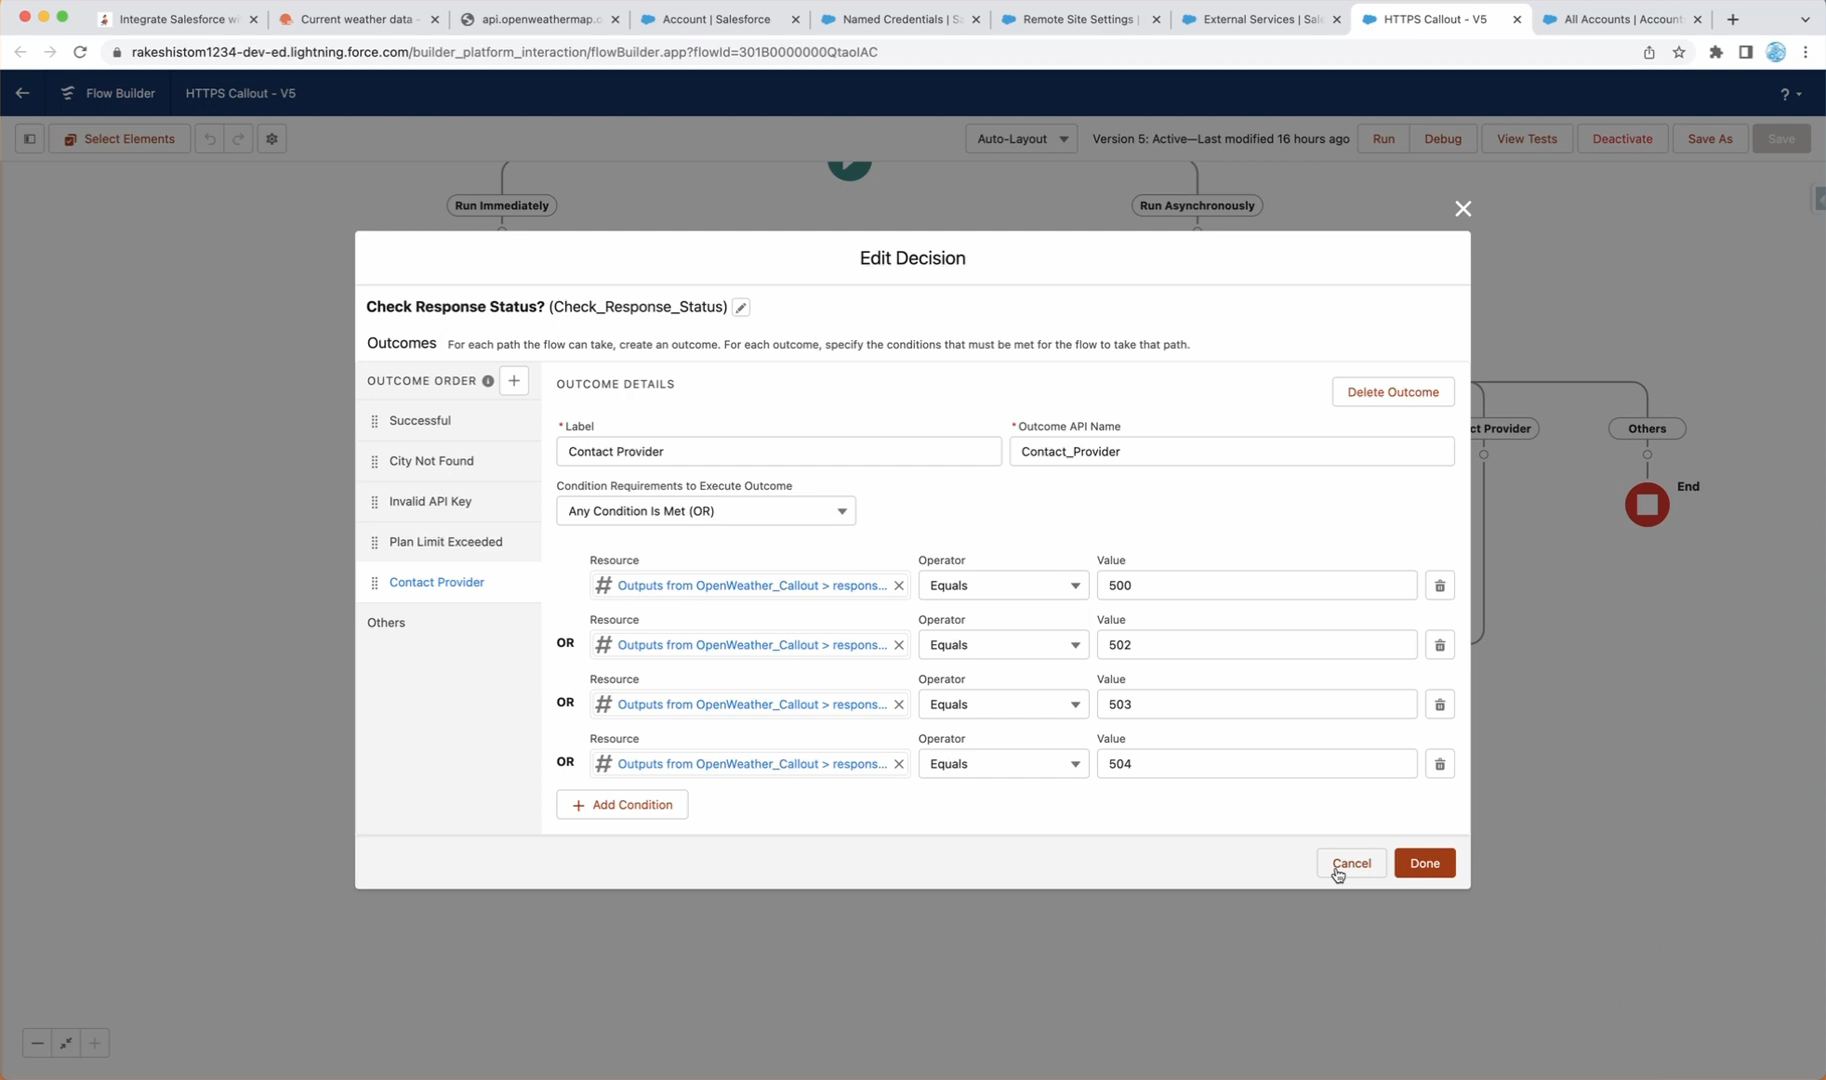 Integrate Salesforce wi
Current weather data -
api.openweathermap.o
Account | Salesforce
Named Credentials | Sa
Remote Site Settings |
External Services | Sal
HTTPS Callout - V5
All Accounts | Account
rakeshistom1234-dev-ed.lightning.force.com/builder_platform_interaction/flowBuilder.app?flowId=301B0000000QtaoIAC
Flow Builder
HTTPS Callout - V5
?
Select Elements
Auto-Layout
Version 5: Active—Last modified 16 hours ago
Run
Debug
View Tests
Deactivate
Save As
Save
Run Immediately
Run Asynchronously
Edit Decision
Check Response Status? (Check_Response_Status)
Outcomes For each path the flow can take, create an outcome. For each outcome, specify the conditions that must be met for the flow to take that path.
OUTCOME ORDER
Successful
City Not Found
Invalid API Key
Plan Limit Exceeded
Contact Provider
Others
OUTCOME DETAILS
Delete Outcome
* Label
* Outcome API Name
Contact Provider
Contact_Provider
Condition Requirements to Execute Outcome
Any Condition Is Met (OR)
Resource Operator Value
Outputs from OpenWeather_Callout > respons... Equals 500
Resource Operator Value
OR Outputs from OpenWeather_Callout > respons... Equals 502
Resource Operator Value
OR Outputs from OpenWeather_Callout > respons... Equals 503
Resource Operator Value
OR Outputs from OpenWeather_Callout > respons... Equals 504
Add Condition
Cancel
Done
ct Provider
Others
End